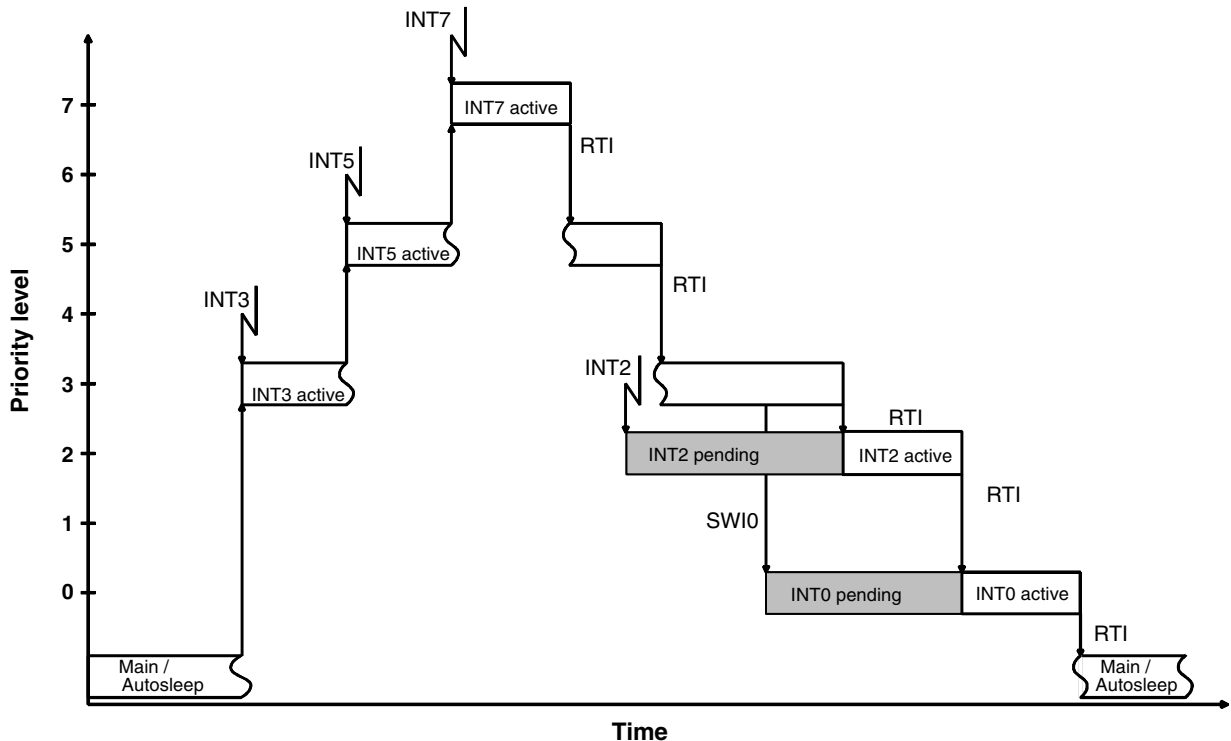 INT7
7
INT7 active
RTI
INT5
6
5
INT5 active
RTI
INT3
4
INT2
3
INT3 active
RTI
2
INT2 pending
INT2 active
RTI
1
SWI0
0
INT0 pending
INT0 active
RTI
Main /
Autosleep
Main /
Autosleep
Priority level
Time